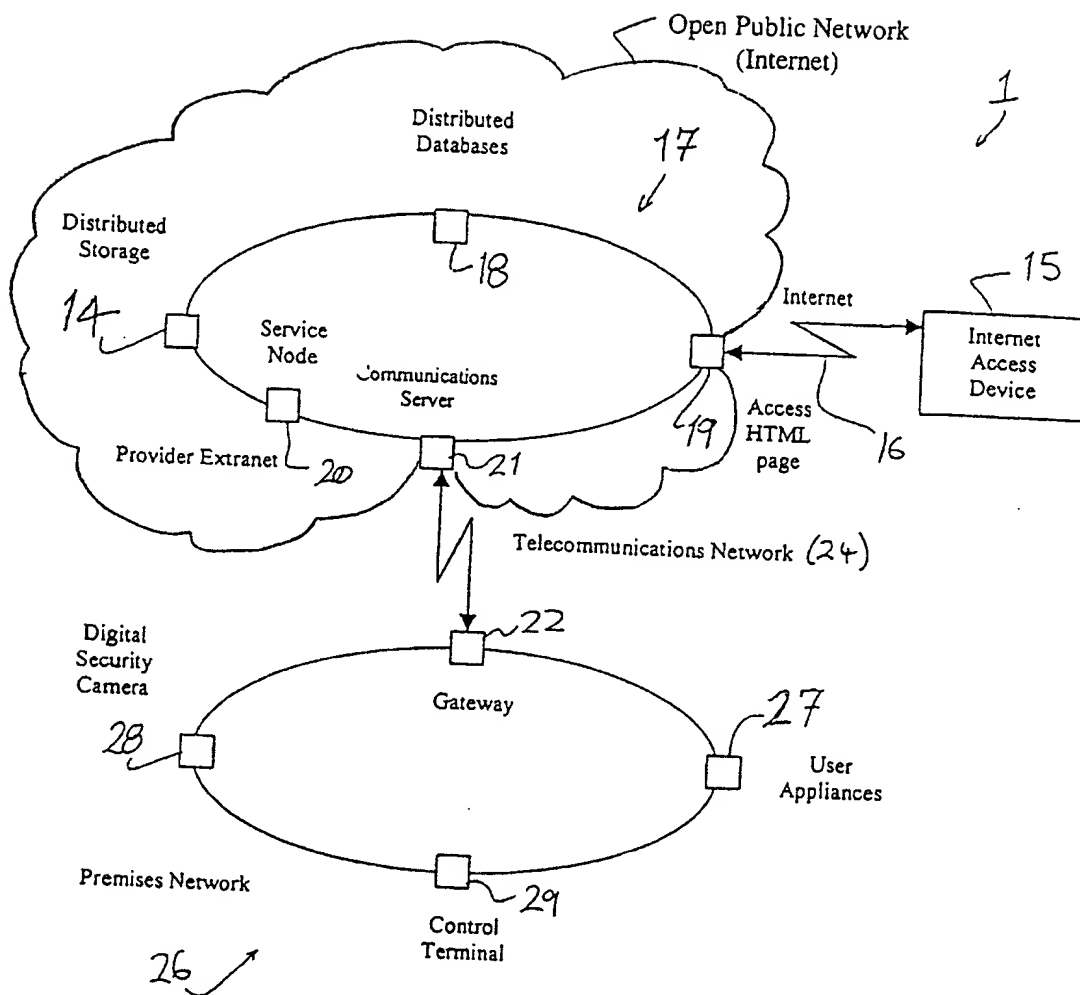 Open Public Network
(Internet)
1
Distributed
Databases
17
Distributed
Storage
18
15
14
Internet
Service
Node
Internet
Access
Device
Communications
Server
19
Access
HTML
page
16
Provider Extranet
20
21
Telecommunications Network (24)
22
Digital
Security
Camera
Gateway
27
28
User
Appliances
Premises Network
29
Control
Terminal
26